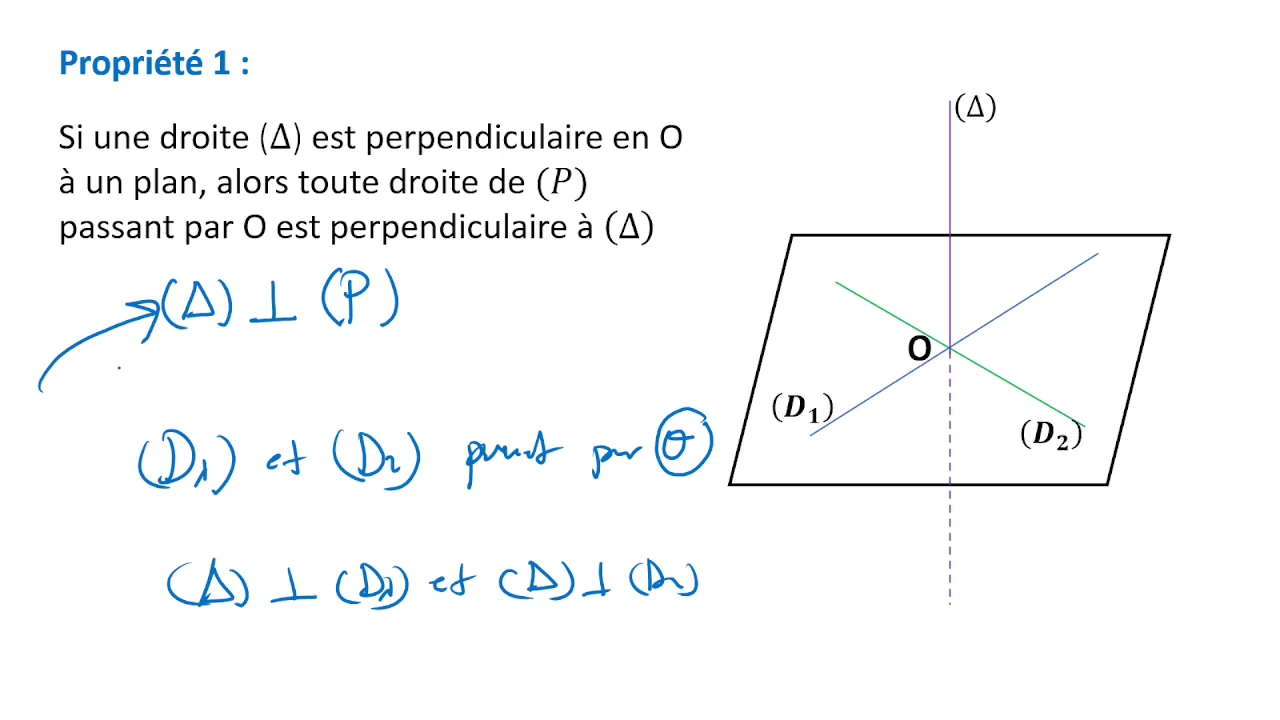 Propriété 1 :
Si une droite (Δ) est perpendiculaire en O
à un plan, alors toute droite de (P)
passant par O est perpendiculaire à (Δ)
(Δ) ⊥ (P)
(D₁) et (D₂) par O
(Δ) ⊥ (D₁) et (Δ) ⊥ (D₂)
(Δ)
O
(D₁)
(D₂)